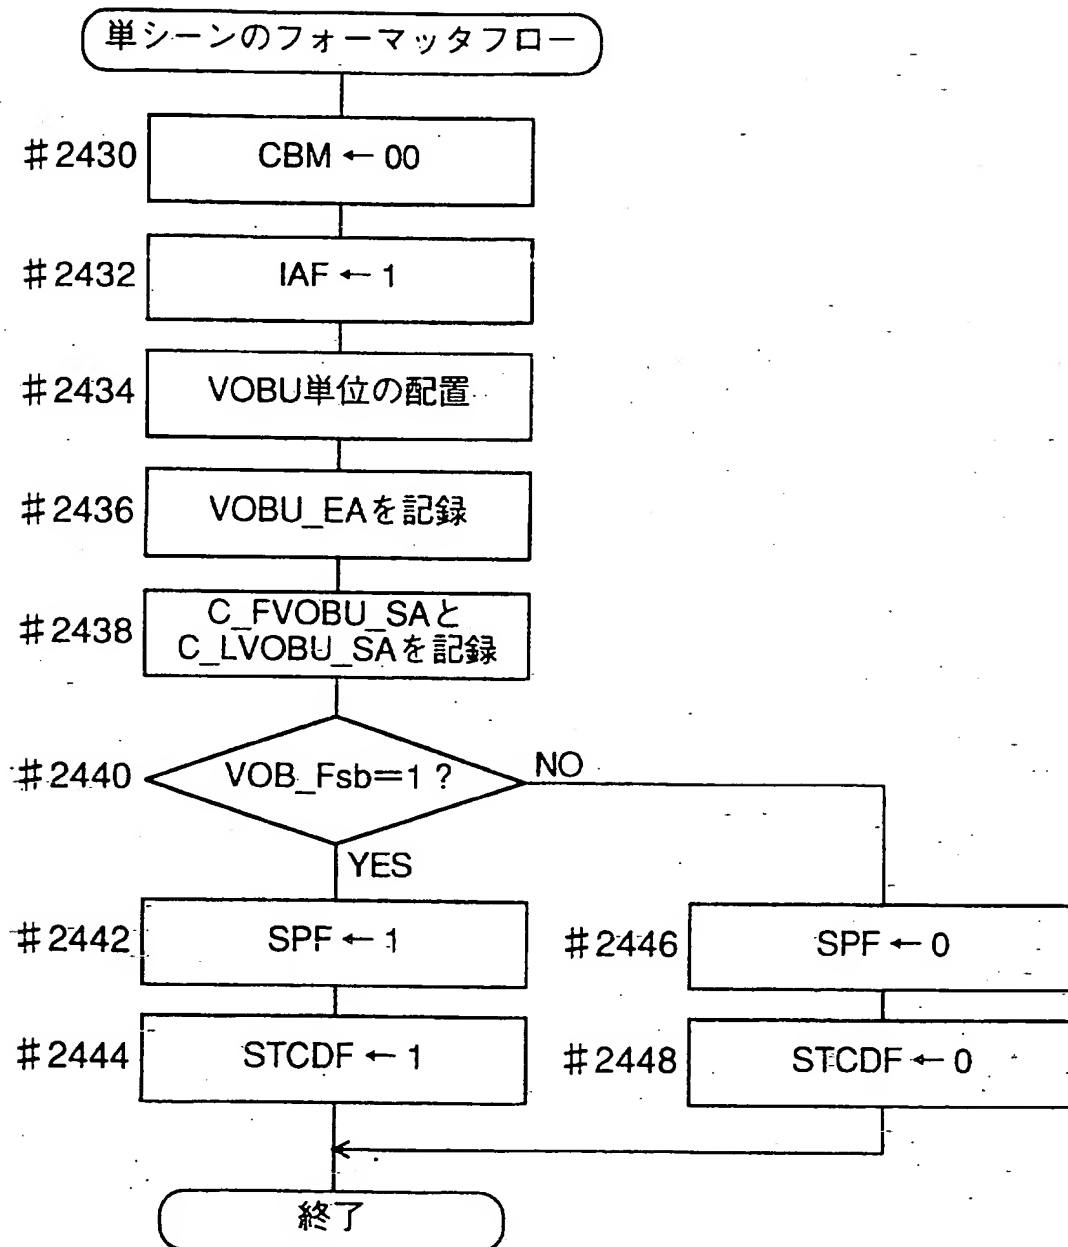 単シーンのフォーマッタフロー
#2430
CBM ← 00
#2432
IAF ← 1
#2434
VOBU単位の配置
#2436
VOBU_EAを記録
#2438
C_FVOBU_SAと
C_LVOBU_SAを記録
#2440
VOB_Fsb=1 ?
NO
YES
#2442
SPF ← 1
#2446
SPF ← 0
#2444
STCDF ← 1
#2448
STCDF ← 0
終了